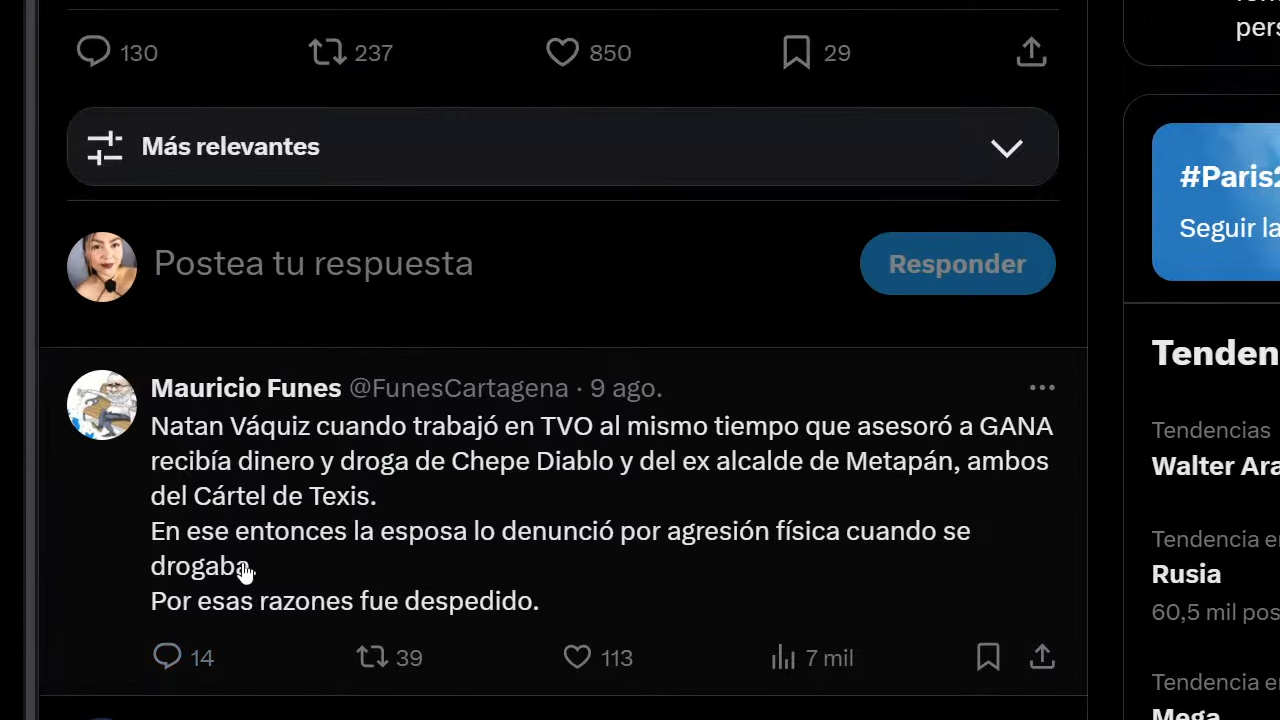 pers
130 237 850 29
Más relevantes
#Paris2
Seguir la
Postea tu respuesta
Responder
Tenden
Mauricio Funes @FunesCartagena · 9 ago.
Natan Váquiz cuando trabajó en TVO al mismo tiempo que asesoró a GANA
recibía dinero y droga de Chepe Diablo y del ex alcalde de Metapán, ambos
del Cártel de Texis.
En ese entonces la esposa lo denunció por agresión física cuando se
drogaba.
Por esas razones fue despedido.
14 39 113 7 mil
Tendencias
Walter Ara
Tendencia e
Rusia
60,5 mil pos
Tendencia e
Mega